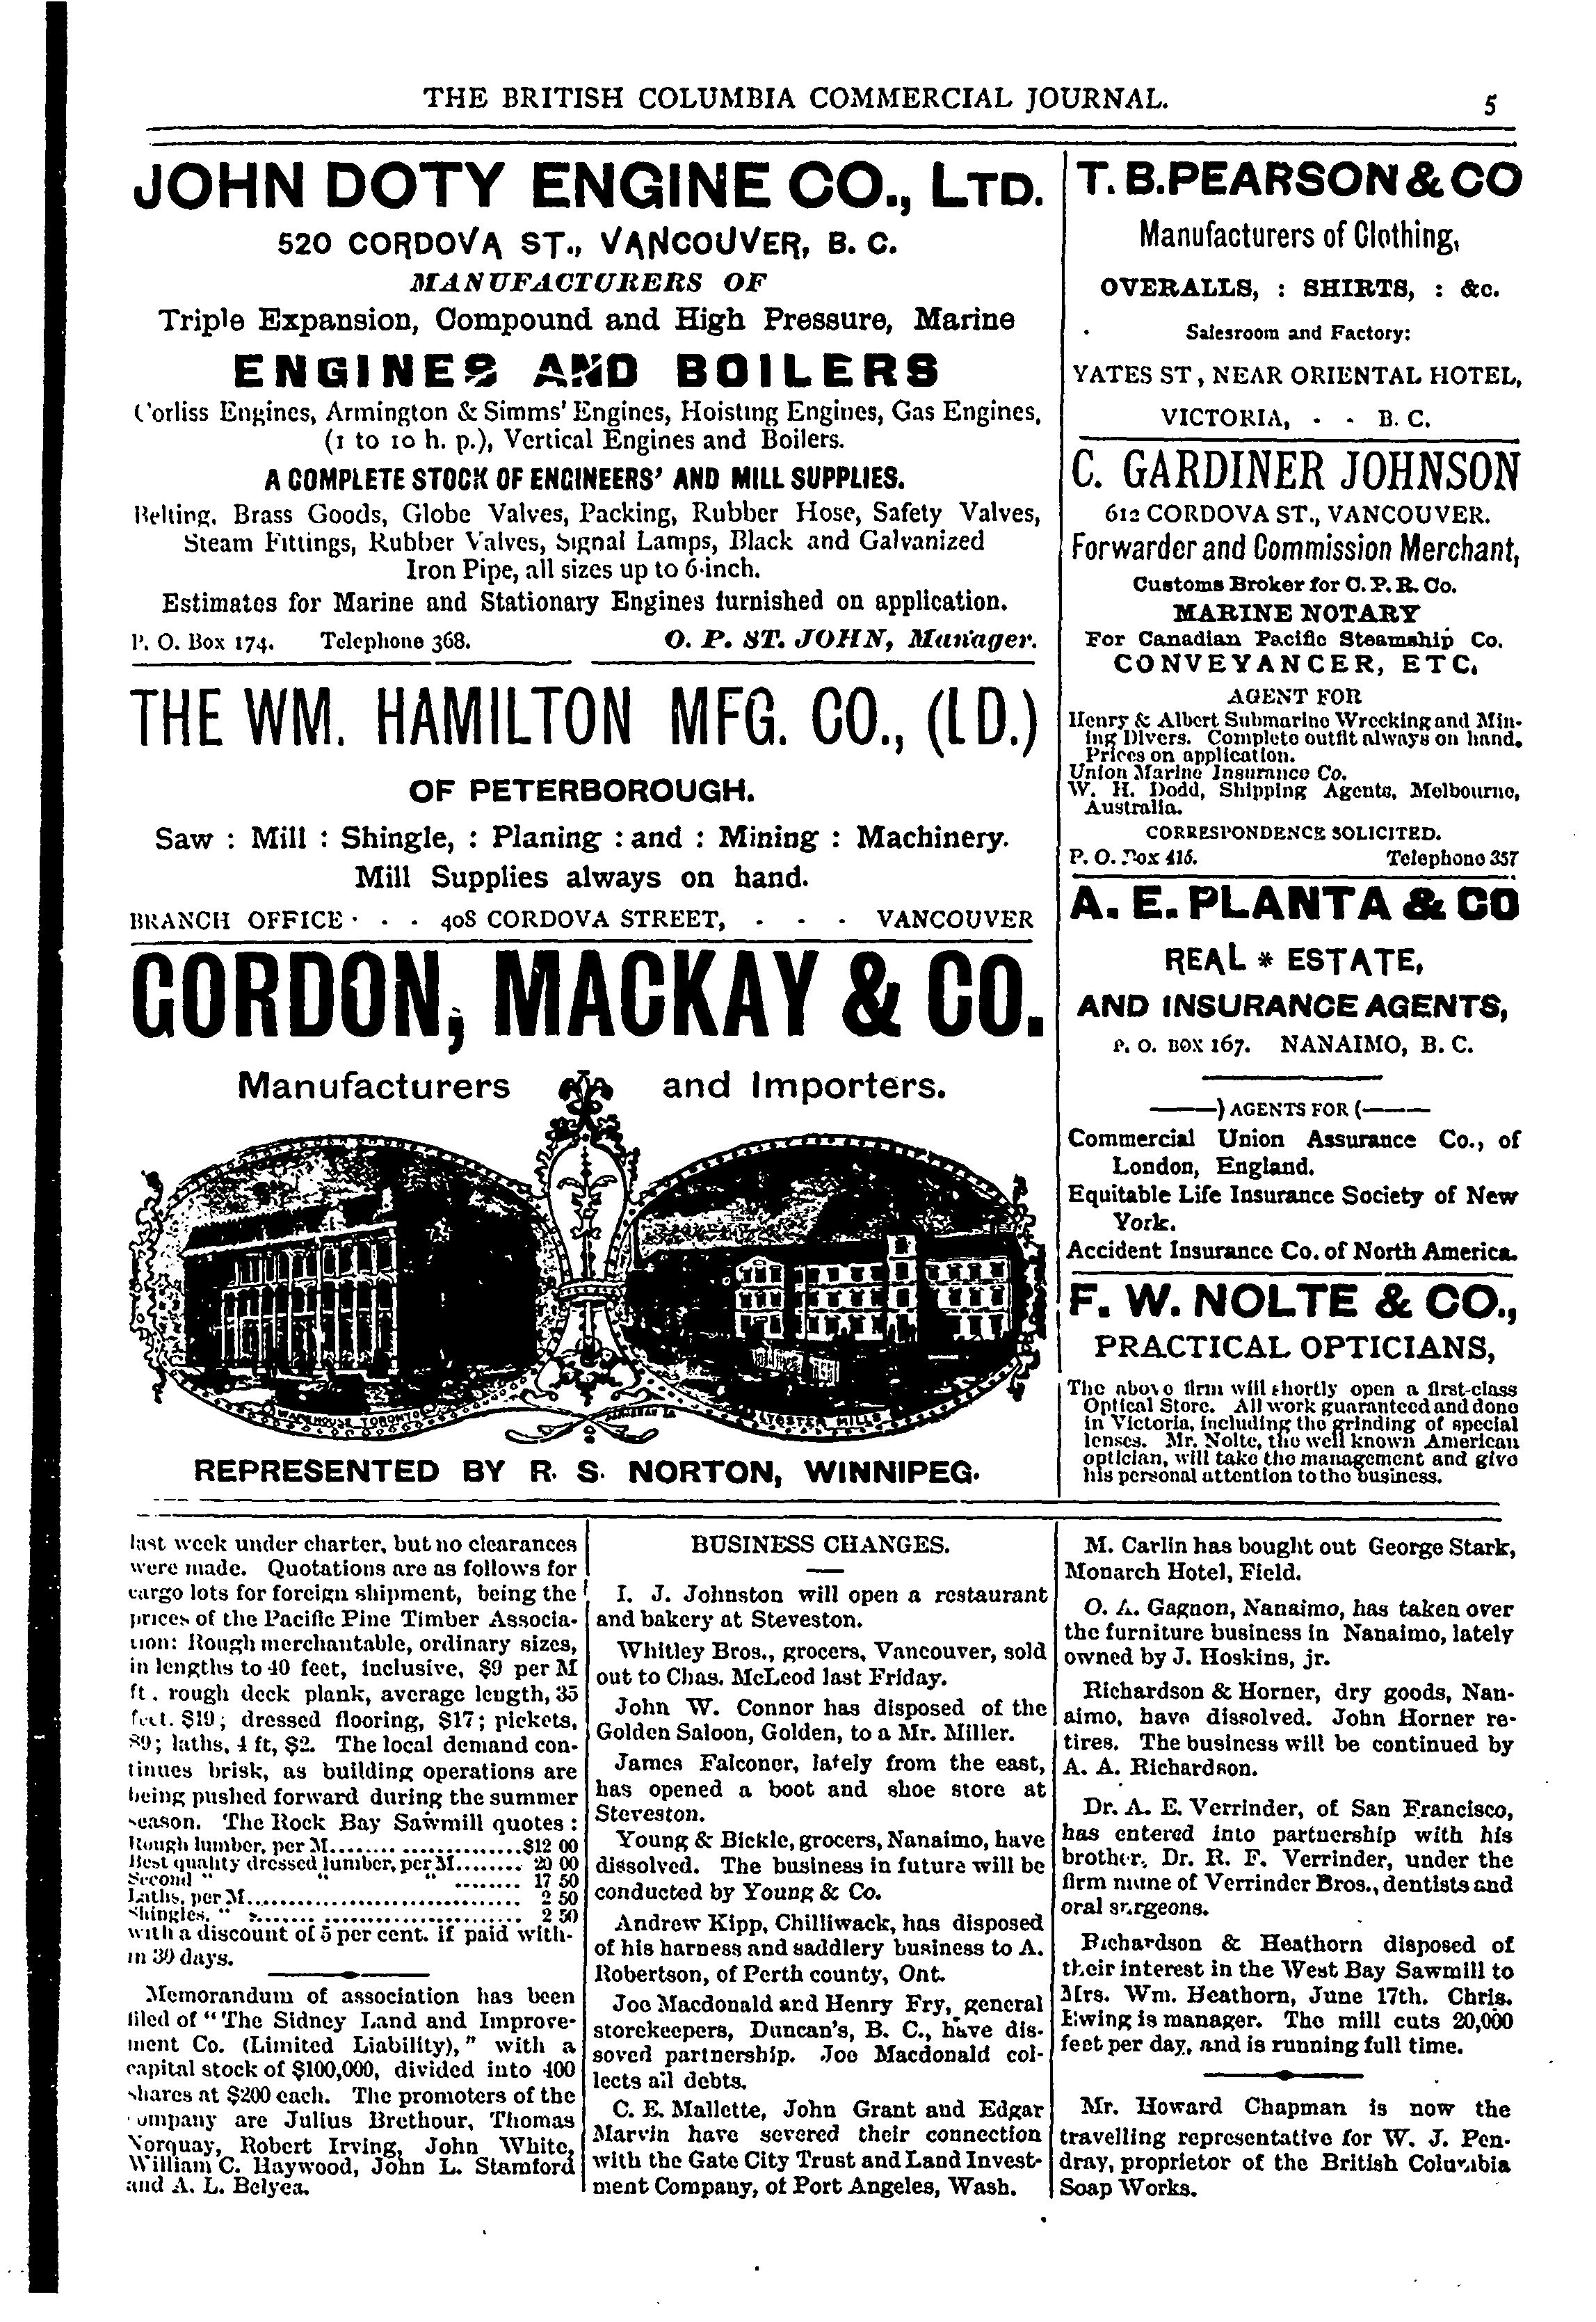 THE BRITISH COLUMBIA COMMERCIAL JOURNAL.
5
JOHN DOTY ENGINE CO., LTD.
520 CORDOVA ST., VANCOUVER, B. C.
MANUFACTURERS OF
Triple Expansion, Compound and High Pressure, Marine
ENGINES AND BOILERS
Corliss Engines, Armington & Simms' Engines, Hoisting Engines, Gas Engines,
(1 to 10 h. p.), Vertical Engines and Boilers.
A COMPLETE STOCK OF ENGINEERS' AND MILL SUPPLIES.
Belting, Brass Goods, Globe Valves, Packing, Rubber Hose, Safety Valves,
Steam Fittings, Rubber Valves, Signal Lamps, Black and Galvanized
Iron Pipe, all sizes up to 6-inch.
Estimates for Marine and Stationary Engines furnished on application.
P. O. Box 174. Telephone 368. O. P. ST. JOHN, Manager.
THE WM. HAMILTON MFG. CO., (LD.)
OF PETERBOROUGH.
Saw : Mill : Shingle, : Planing : and : Mining : Machinery.
Mill Supplies always on hand.
BRANCH OFFICE · - - 408 CORDOVA STREET, - - - VANCOUVER
GORDON, MACKAY & CO.
Manufacturers and Importers.
WAREHOUSE TORONTO
LYBSTER MILLS
REPRESENTED BY R. S. NORTON, WINNIPEG.
T. B. PEARSON & CO
Manufacturers of Clothing,
OVERALLS, : SHIRTS, : &c.
Salesroom and Factory:
YATES ST, NEAR ORIENTAL HOTEL,
VICTORIA, - - B. C.
C. GARDINER JOHNSON
612 CORDOVA ST., VANCOUVER.
Forwarder and Commission Merchant,
Customs Broker for C. P. R. Co.
MARINE NOTARY
For Canadian Pacific Steamship Co.
CONVEYANCER, ETC.
AGENT FOR
Henry & Albert Submarine Wrecking and Min-
ing Divers. Complete outfit always on hand.
Prices on application.
Union Marine Insurance Co.
W. H. Dodd, Shipping Agents, Melbourne,
Australia.
CORRESPONDENCE SOLICITED.
P. O. Box 415. Telephone 357
A. E. PLANTA & CO
REAL * ESTATE,
AND INSURANCE AGENTS,
P. O. BOX 167. NANAIMO, B. C.
——) AGENTS FOR (——
Commercial Union Assurance Co., of
London, England.
Equitable Life Insurance Society of New
York.
Accident Insurance Co. of North America.
F. W. NOLTE & CO.,
PRACTICAL OPTICIANS,
The above firm will shortly open a first-class
Optical Store. All work guaranteed and done
in Victoria, including the grinding of special
lenses. Mr. Nolte, the well known American
optician, will take the management and give
his personal attention to the business.
last week under charter, but no clearances
were made. Quotations are as follows for
cargo lots for foreign shipment, being the
prices of the Pacific Pine Timber Associa-
tion: Rough merchantable, ordinary sizes,
in lengths to 40 feet, inclusive, $9 per M
ft. rough deck plank, average length, 35
feet. $19; dressed flooring, $17; pickets,
$9; laths, 4 ft, $2. The local demand con-
tinues brisk, as building operations are
being pushed forward during the summer
season. The Rock Bay Sawmill quotes:
Rough lumber, per M........................$12 00
Best quality dressed lumber, per M........ 20 00
Second " " " ........ 17 50
Laths, per M.................................. 2 50
Shingles, " ................................ 2 50
with a discount of 5 per cent. if paid with-
in 30 days.
Memorandum of association has been
filed of "The Sidney Land and Improve-
ment Co. (Limited Liability)," with a
capital stock of $100,000, divided into 400
shares at $200 each. The promoters of the
company are Julius Brethour, Thomas
Norquay, Robert Irving, John White,
William C. Haywood, John L. Stamford
and A. L. Belyea.
BUSINESS CHANGES.
I. J. Johnston will open a restaurant
and bakery at Steveston.
Whitley Bros., grocers, Vancouver, sold
out to Chas. McLeod last Friday.
John W. Connor has disposed of the
Golden Saloon, Golden, to a Mr. Miller.
James Falconer, lately from the east,
has opened a boot and shoe store at
Steveston.
Young & Bickle, grocers, Nanaimo, have
dissolved. The business in future will be
conducted by Young & Co.
Andrew Kipp, Chilliwack, has disposed
of his harness and saddlery business to A.
Robertson, of Perth county, Ont.
Joe Macdonald and Henry Fry, general
storekeepers, Duncan's, B. C., have dis-
soved partnership. Joe Macdonald col-
lects all debts.
C. E. Mallette, John Grant and Edgar
Marvin have severed their connection
with the Gate City Trust and Land Invest-
ment Company, of Port Angeles, Wash.
M. Carlin has bought out George Stark,
Monarch Hotel, Field.
O. A. Gagnon, Nanaimo, has taken over
the furniture business in Nanaimo, lately
owned by J. Hoskins, jr.
Richardson & Horner, dry goods, Nan-
aimo, have dissolved. John Horner re-
tires. The business will be continued by
A. A. Richardson.
Dr. A. E. Verrinder, of San Francisco,
has entered into partnership with his
brother, Dr. R. F. Verrinder, under the
firm name of Verrinder Bros., dentists and
oral surgeons.
Richardson & Heathorn disposed of
their interest in the West Bay Sawmill to
Mrs. Wm. Heathorn, June 17th. Chris.
Ewing is manager. The mill cuts 20,000
feet per day, and is running full time.
Mr. Howard Chapman is now the
travelling representative for W. J. Pen-
dray, proprietor of the British Columbia
Soap Works.